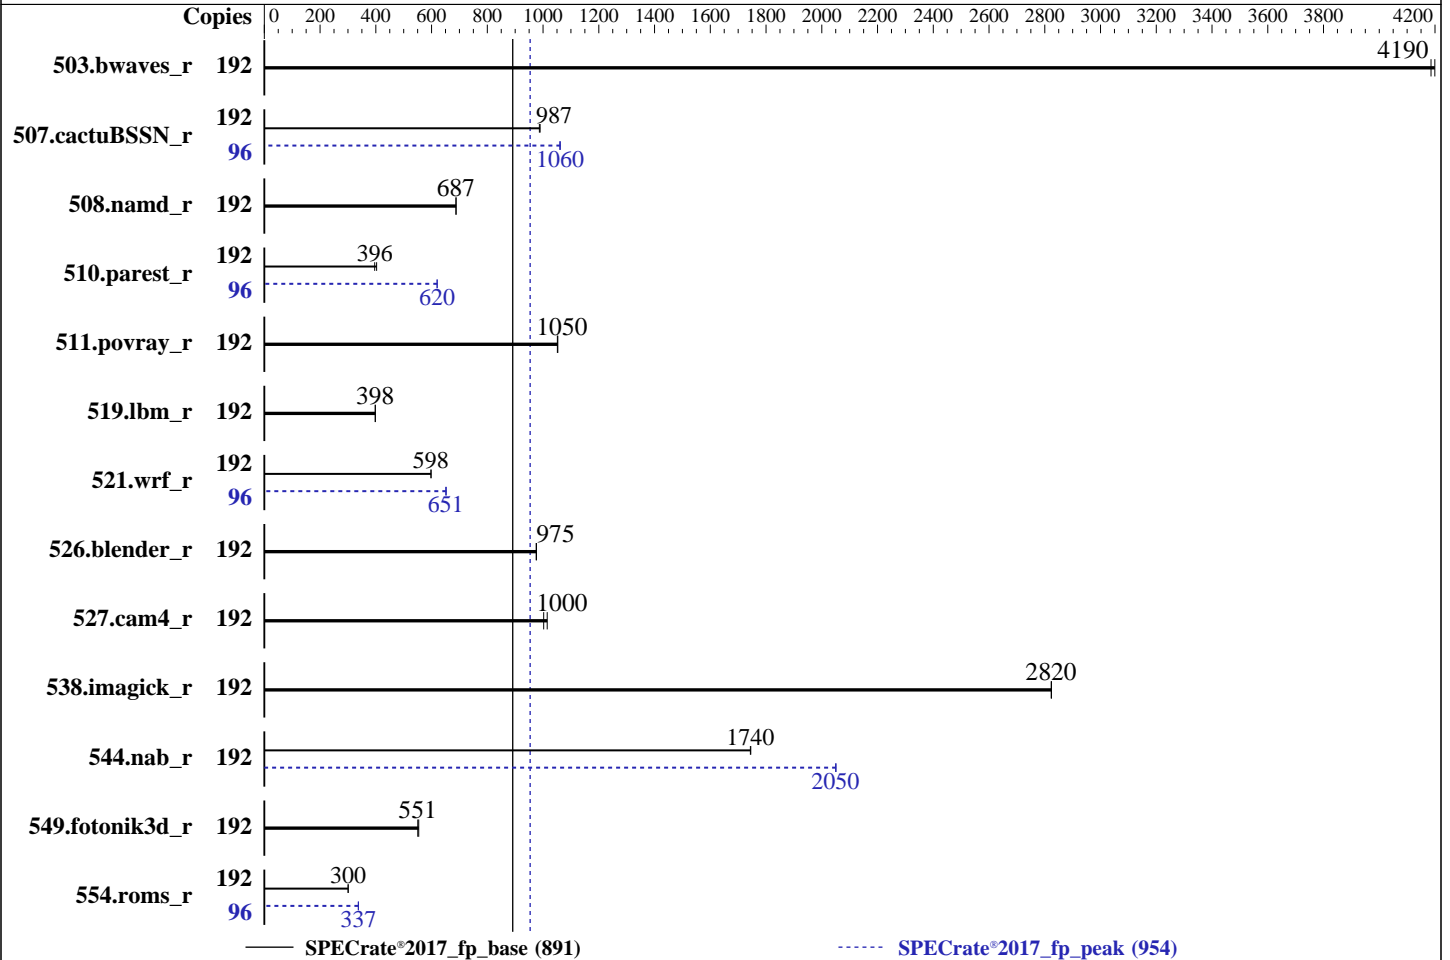 Copies 0 200 400 600 800 1000 1200 1400 1600 1800 2000 2200 2400 2600 2800 3000 3200 3400 3600 3800 4200
503.bwaves_r 192 4190
507.cactuBSSN_r 192 987
96 1060
508.namd_r 192 687
510.parest_r 192 396
96 620
511.povray_r 192 1050
519.lbm_r 192 398
521.wrf_r 192 598
96 651
526.blender_r 192 975
527.cam4_r 192 1000
538.imagick_r 192 2820
544.nab_r 192 1740
2050
549.fotonik3d_r 192 551
554.roms_r 192 300
96 337
SPECrate®2017_fp_base (891) SPECrate®2017_fp_peak (954)